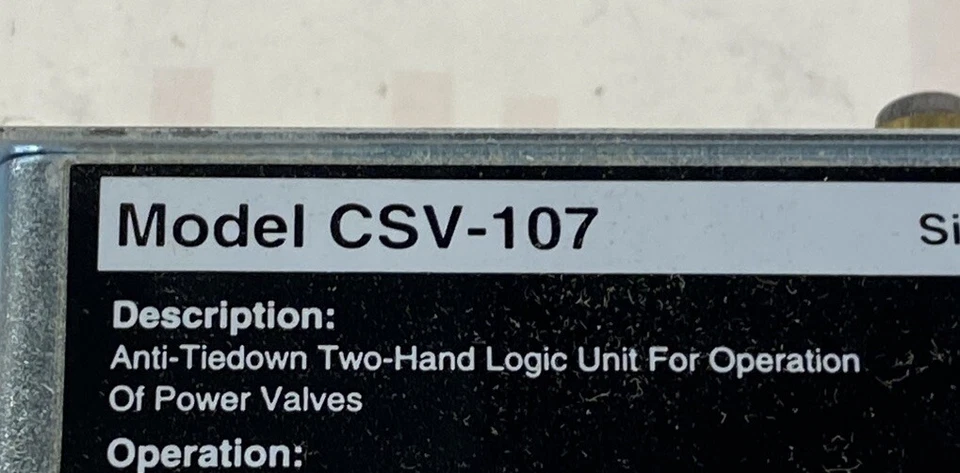 Model CSV-107
Description:
Anti-Tiedown Two-Hand Logic Unit For Operation
Of Power Valves
Operation: